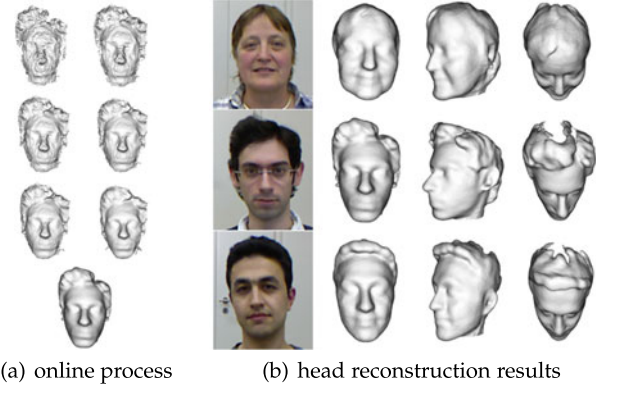 (a) online process
(b) head reconstruction results